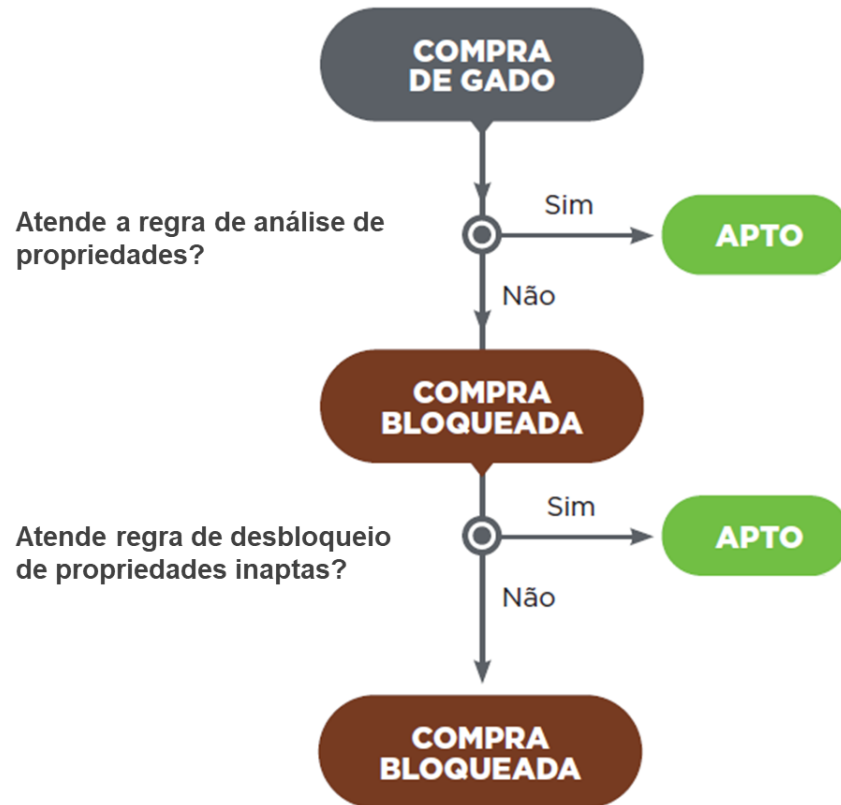 COMPRA
DE GADO
Atende a regra de análise de
propriedades?
Sim
APTO
Não
COMPRA
BLOQUEADA
Atende regra de desbloqueio
de propriedades inaptas?
Sim
APTO
Não
COMPRA
BLOQUEADA